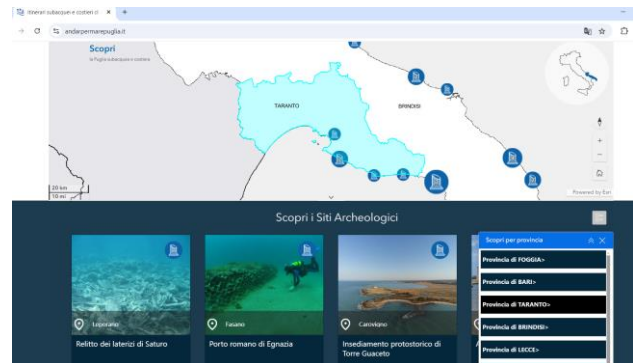 Itinerari subacquei e costieri di
andarpermarepuglia.it
Scopri
la Puglia subacquea e costiera
TARANTO
BRINDISI
20 km
10 mi
Powered by Esri
Scopri i Siti Archeologici
Scopri per provincia
Provincia di FOGGIA>
Provincia di BARI>
Provincia di TARANTO>
Provincia di BRINDISI>
Provincia di LECCE>
Leporano
Fasano
Carovigno
Relitto dei laterizi di Saturo
Porto romano di Egnazia
Insediamento protostorico di
Torre Guaceto